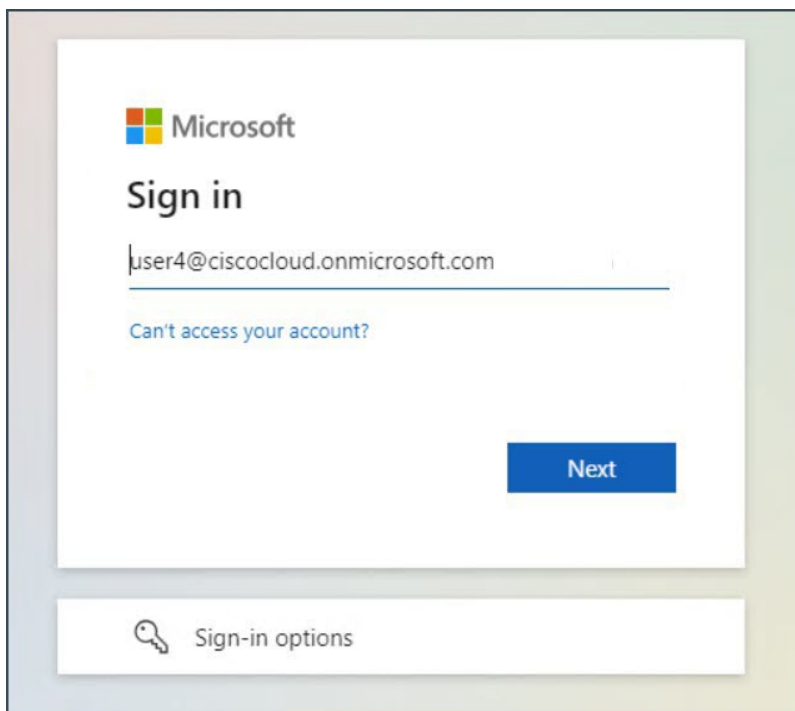 Microsoft
Sign in
user4@ciscocloud.onmicrosoft.com
Can't access your account?
Next
Sign-in options